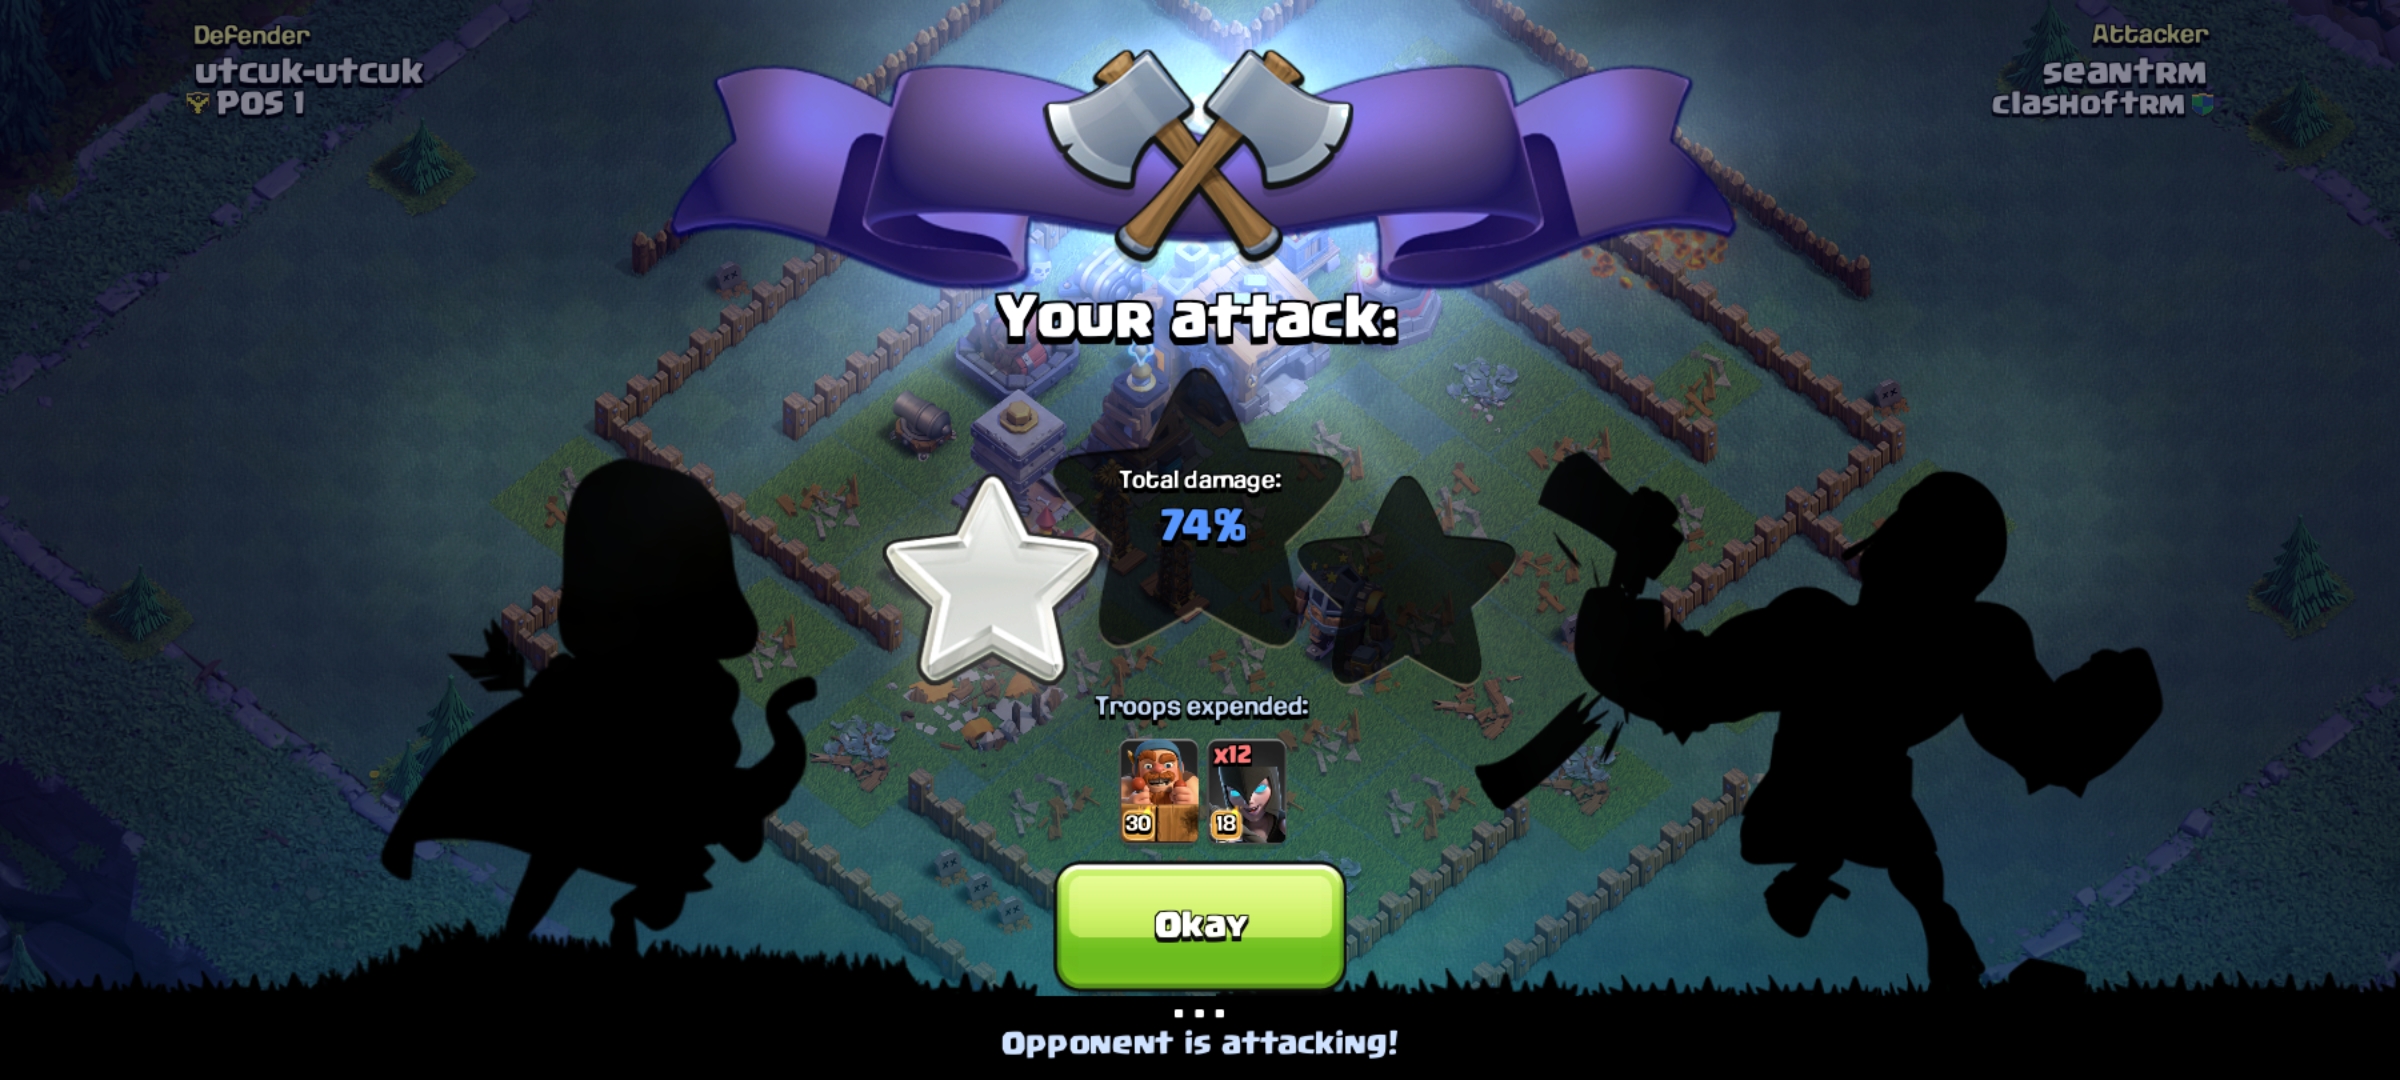 Defender
utcuk-utcuk
POS 1
Attacker
seantRM
clashoftRM
Your attack:
Total damage:
74%
Troops expended:
x12
30
18
Okay
...
Opponent is attacking!